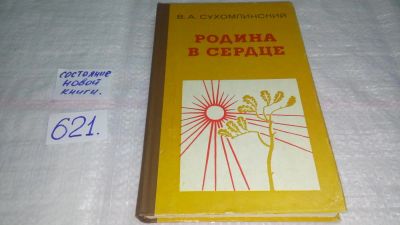 В. А. СУХОМЛИНСКИЙ
РОДИНА
В СЕРДЦЕ
состояние
новой
книги.
621.